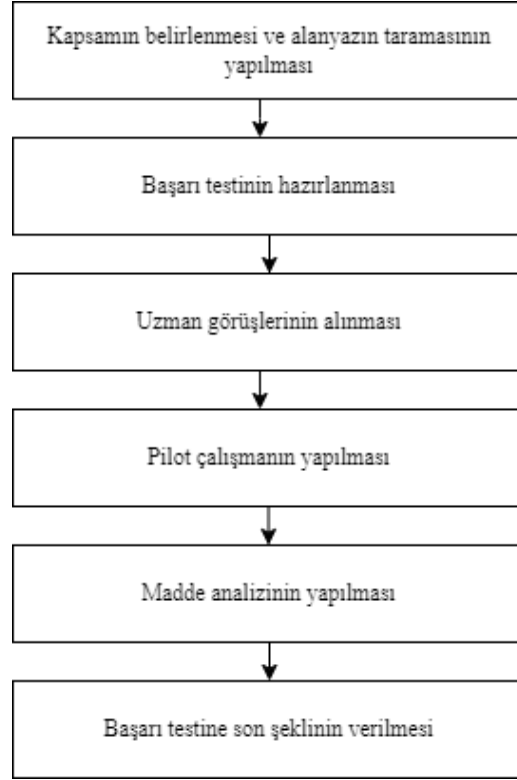 Kapsamın belirlenmesi ve alanyazın taramasının
yapılması
Başarı testinin hazırlanması
Uzman görüşlerinin alınması
Pilot çalışmanın yapılması
Madde analizinin yapılması
Başarı testine son şeklinin verilmesi